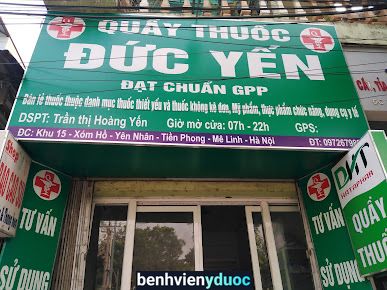 QUẦY THUỐC
ĐỨC YẾN
ĐẠT CHUẨN GPP
Bán lẻ thuốc thuộc danh mục thuốc thiết yếu và thuốc không kê đơn, Mỹ phẩm, thực phẩm chức năng, dụng cụ y tế
DSPT: Trần thị Hoàng Yến Giờ mở cửa: 07h - 22h GPS:
ĐC: Khu 15 - Xóm Hồ - Yên Nhân - Tiền Phong - Mê Linh - Hà Nội ĐT:
TƯ VẤN
SỬ DỤNG
TƯ VẤN
SỬ DỤNG
DHT
HATAPHAR
QUẦY
THUỐ
benhvienyduoc